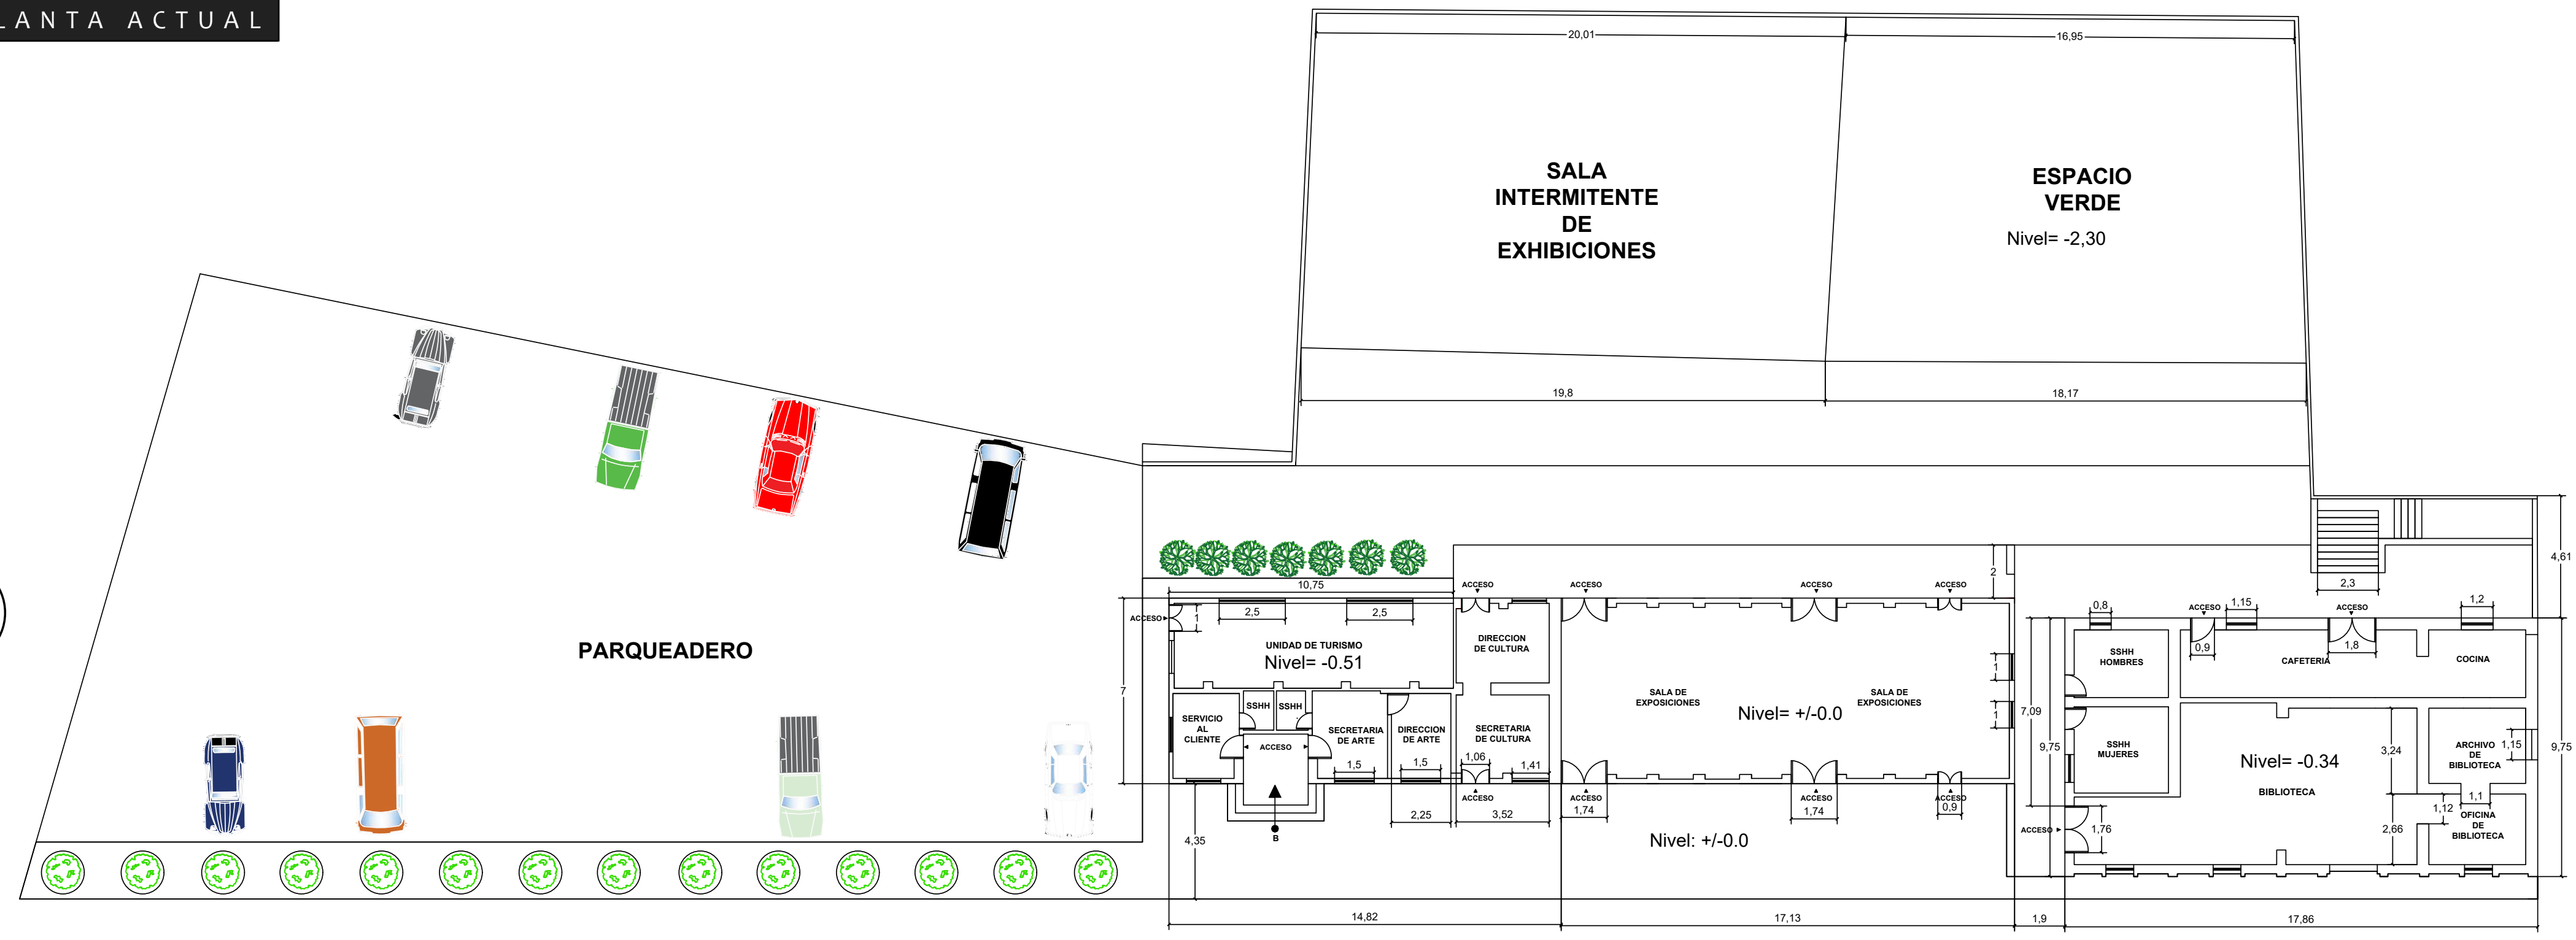 LANTA ACTUAL
20,01
16,95
SALA
INTERMITENTE
DE
EXHIBICIONES
ESPACIO
VERDE
Nivel= -2,30
19,8
18,17
PARQUEADERO
10,75
2,5
2,5
ACCESO
1
7
UNIDAD DE TURISMO
Nivel= -0.51
SERVICIO
AL
CLIENTE
SSHH
SSHH
ACCESO
SECRETARIA
DE ARTE
DIRECCION
DE ARTE
1,5
1,5
2,25
B
4,35
ACCESO
DIRECCION
DE CULTURA
SECRETARIA
DE CULTURA
1,06
1,41
ACCESO
3,52
ACCESO
ACCESO
ACCESO
2
SALA DE
EXPOSICIONES
SALA DE
EXPOSICIONES
Nivel= +/-0.0
1
1
ACCESO
1,74
ACCESO
1,74
ACCESO
0,9
Nivel: +/-0.0
4,61
2,3
0,8
ACCESO
1,15
ACCESO
1,2
0,9
1,8
SSHH
HOMBRES
CAFETERIA
COCINA
7,09
9,75
SSHH
MUJERES
Nivel= -0.34
BIBLIOTECA
3,24
ARCHIVO
DE
BIBLIOTECA
1,15
9,75
1,1
1,12
2,66
OFICINA
DE
BIBLIOTECA
ACCESO
1,76
14,82
17,13
1,9
17,86